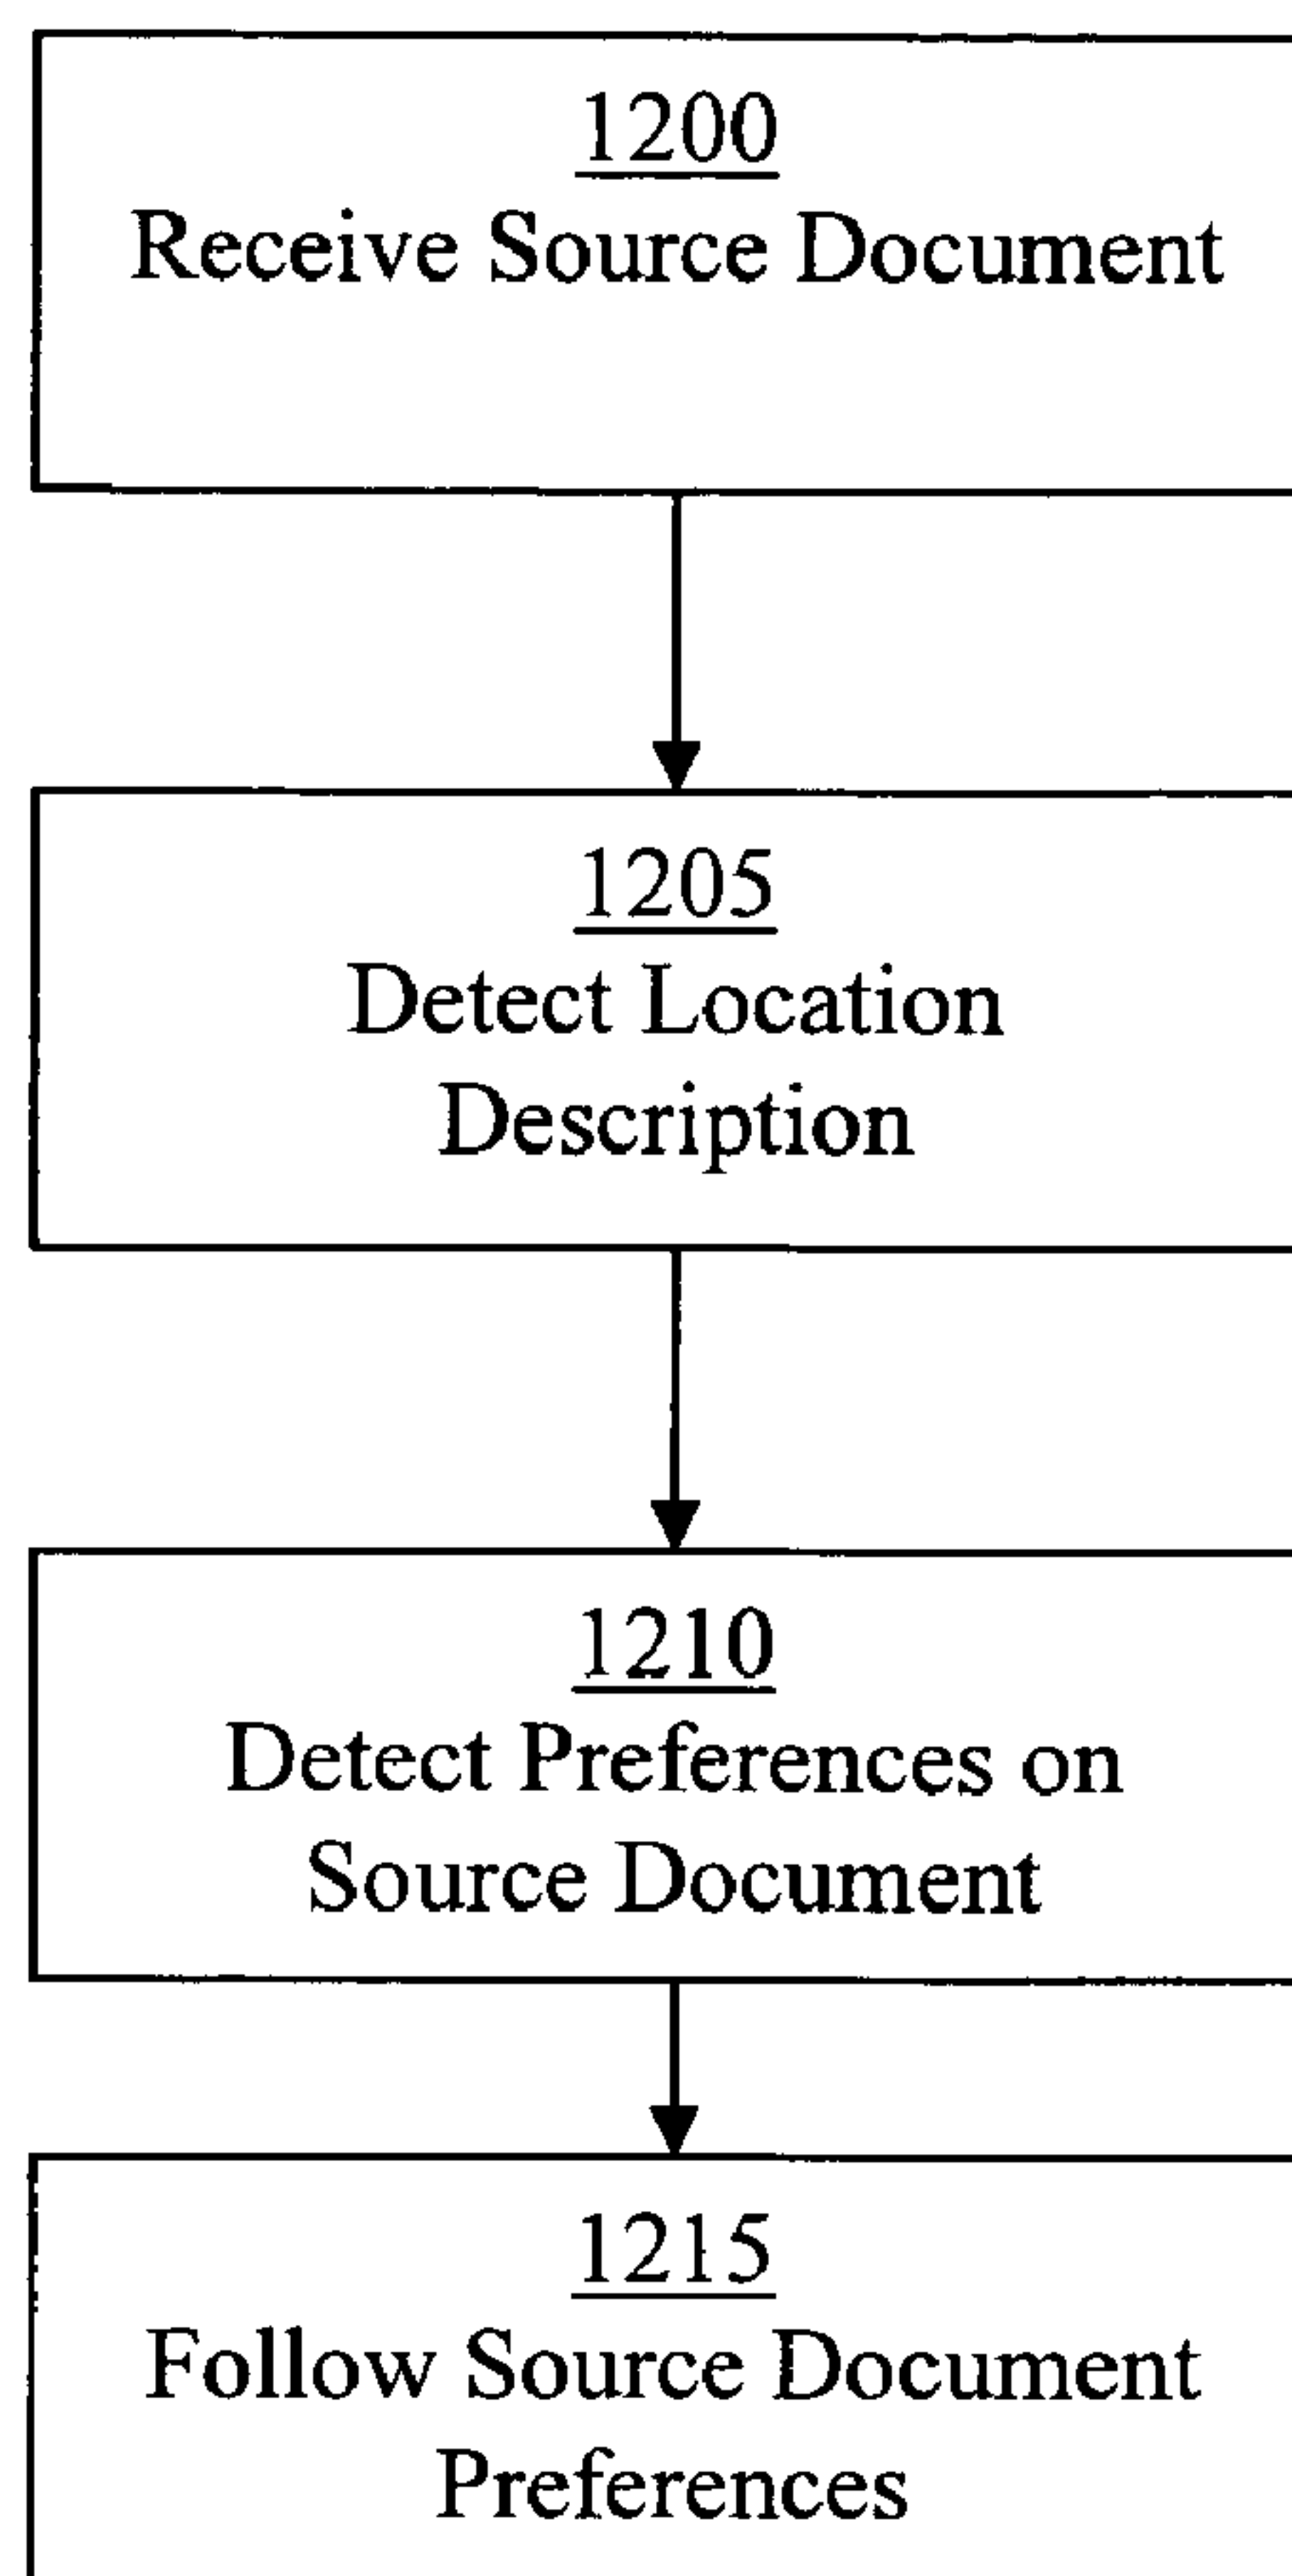 1200
Receive Source Document
1205
Detect Location
Description
1210
Detect Preferences on
Source Document
1215
Follow Source Document
Preferences